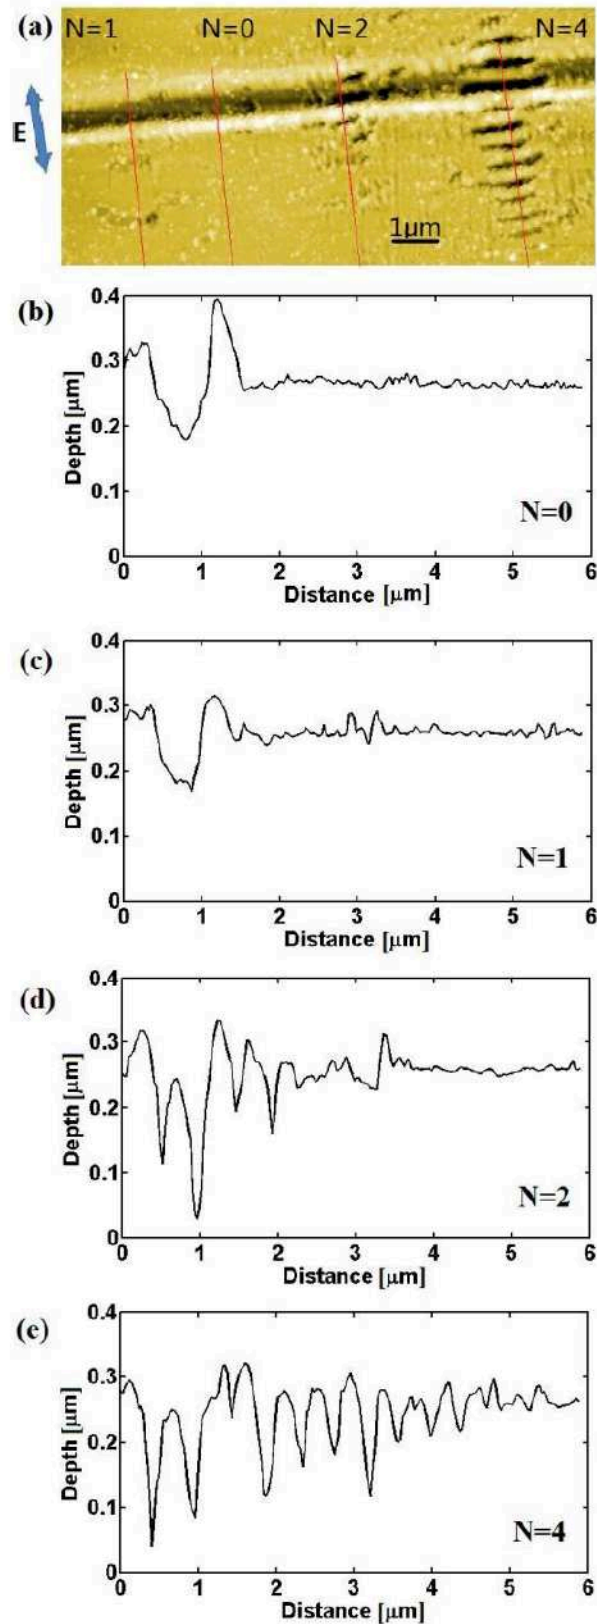 (a)
N=1 N=0 N=2 N=4
E
1μm
(b)
0.4
0.3
0.2
0.1
0
Depth [μm]
N=0
0 1 2 3 4 5 6
Distance [μm]
(c)
0.4
0.3
0.2
0.1
0
Depth [μm]
N=1
0 1 2 3 4 5 6
Distance [μm]
(d)
0.4
0.3
0.2
0.1
0
Depth [μm]
N=2
0 1 2 3 4 5 6
Distance [μm]
(e)
0.4
0.3
0.2
0.1
0
Depth [μm]
N=4
0 1 2 3 4 5 6
Distance [μm]